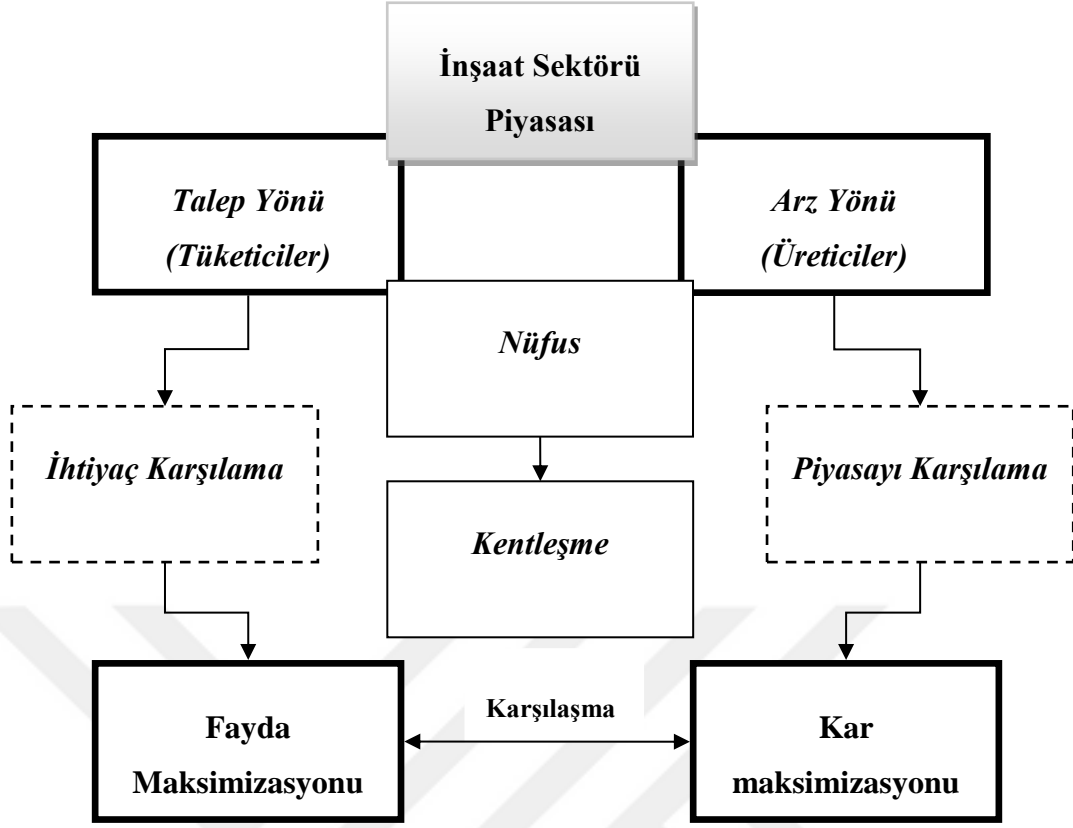 İnşaat Sektörü
Piyasası
Talep Yönü
(Tüketiciler)
Arz Yönü
(Üreticiler)
Nüfus
İhtiyaç Karşılama
Piyasayı Karşılama
Kentleşme
Fayda
Maksimizasyonu
Karşılaşma
Kar
maksimizasyonu